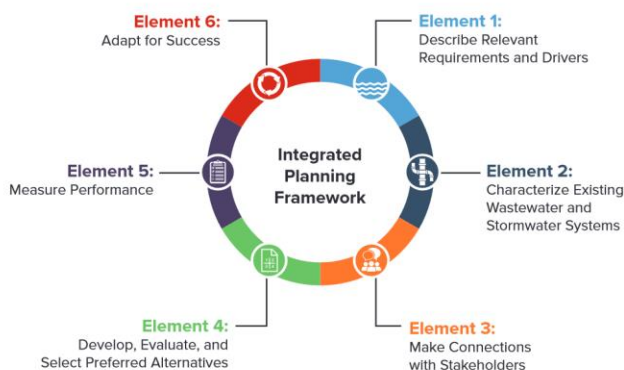 Element 6:
Adapt for Success
Element 1:
Describe Relevant
Requirements and Drivers
Integrated
Planning
Framework
Element 5:
Measure Performance
Element 2:
Characterize Existing
Wastewater and
Stormwater Systems
Element 4:
Develop, Evaluate, and
Select Preferred Alternatives
Element 3:
Make Connections
with Stakeholders